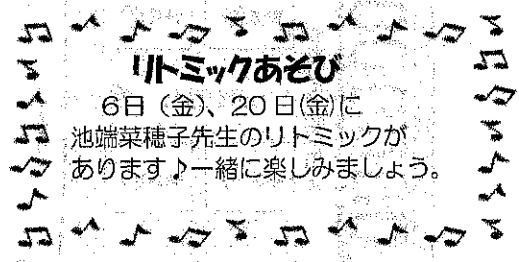 リトミックあそび
6日（金）、20日(金)に
池端菜穂子先生のリトミックが
あります♪一緒に楽しみましょう。